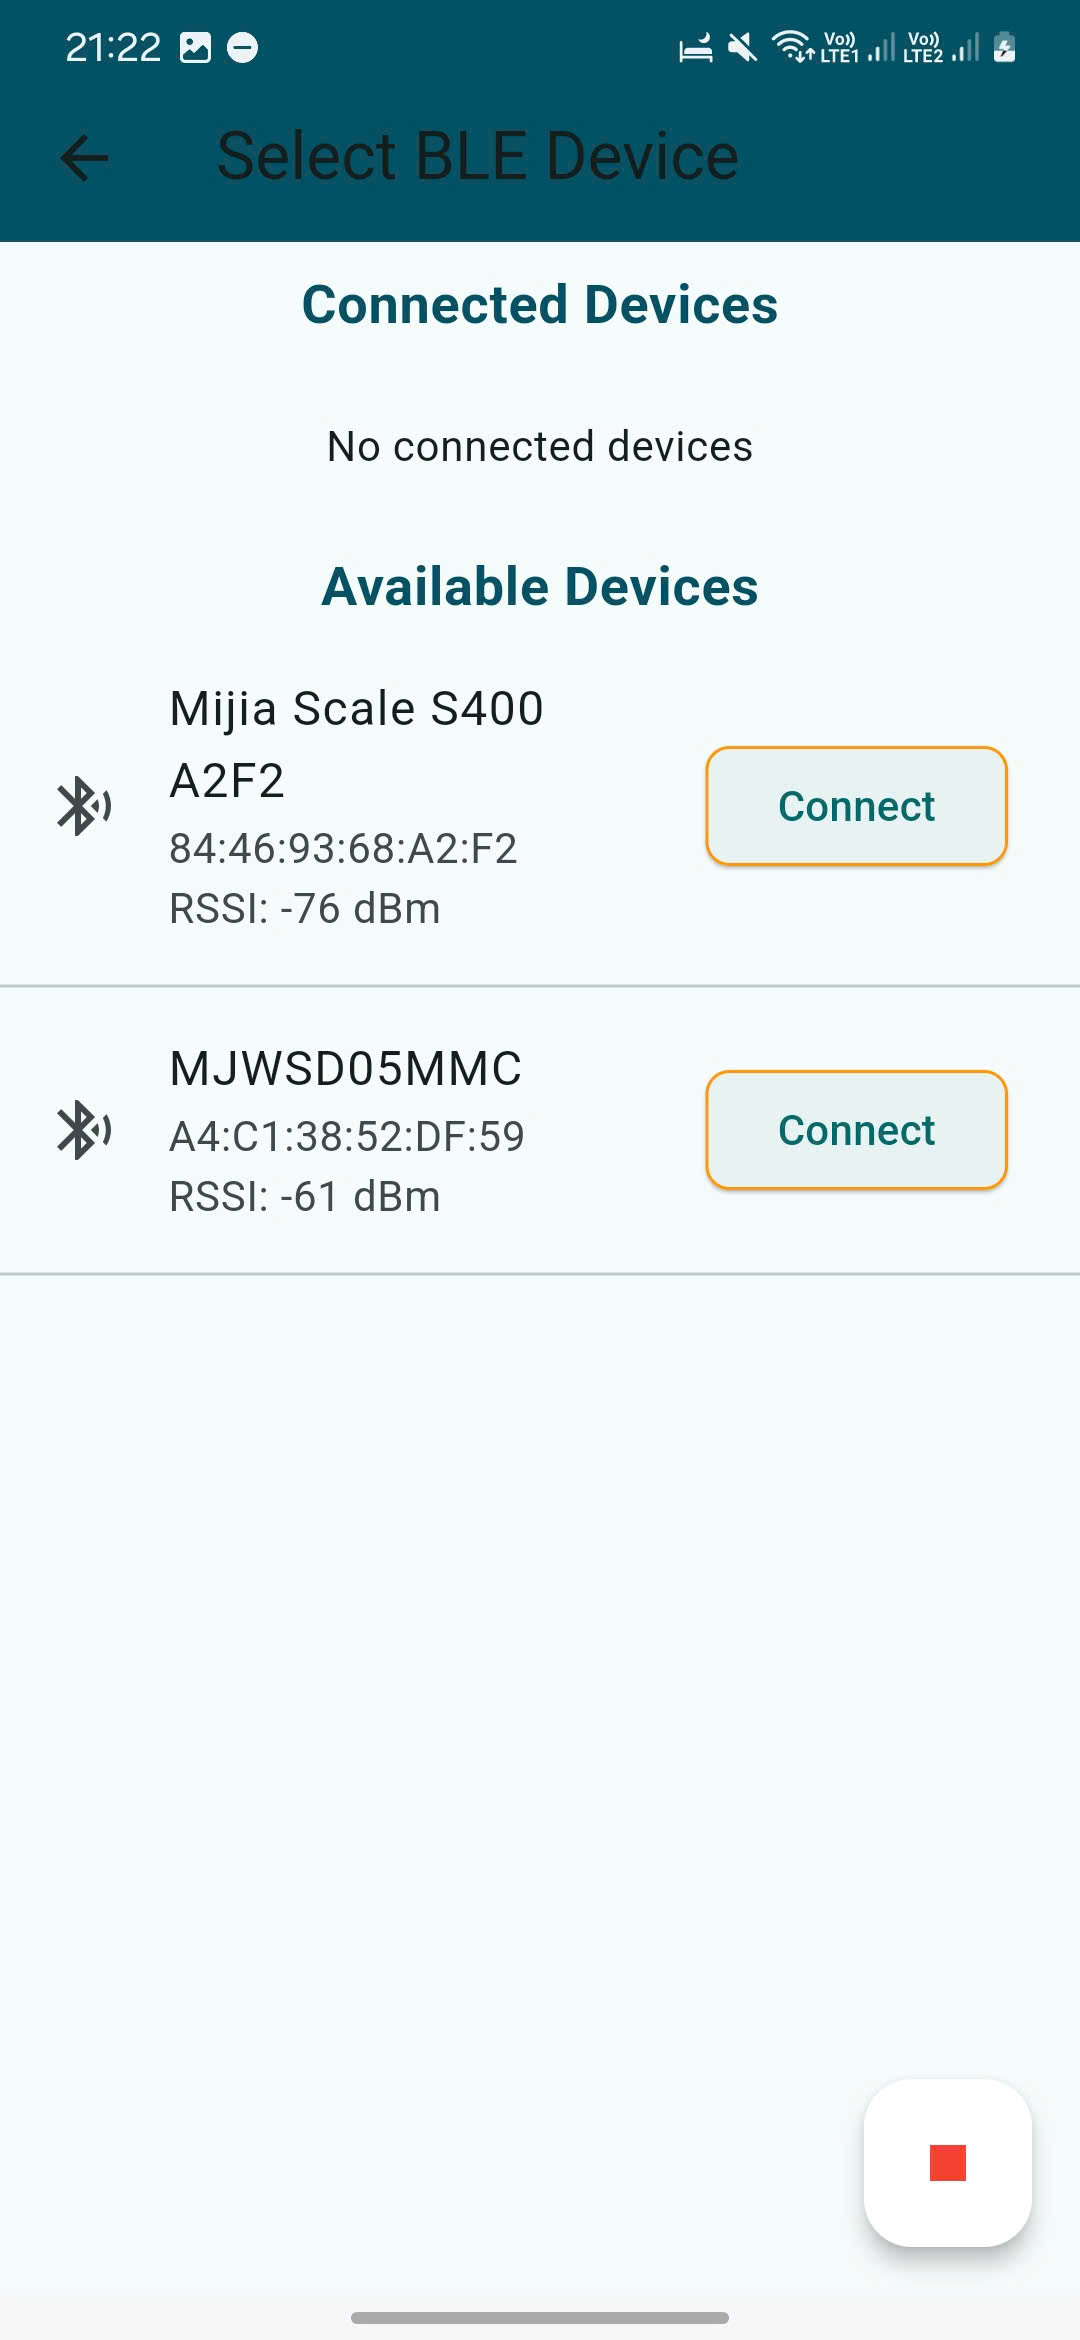 21:22
Vo)) LTE1 Vo)) LTE2
Select BLE Device
Connected Devices
No connected devices
Available Devices
Mijia Scale S400
A2F2
84:46:93:68:A2:F2
RSSI: -76 dBm
Connect
MJWSD05MMC
A4:C1:38:52:DF:59
RSSI: -61 dBm
Connect